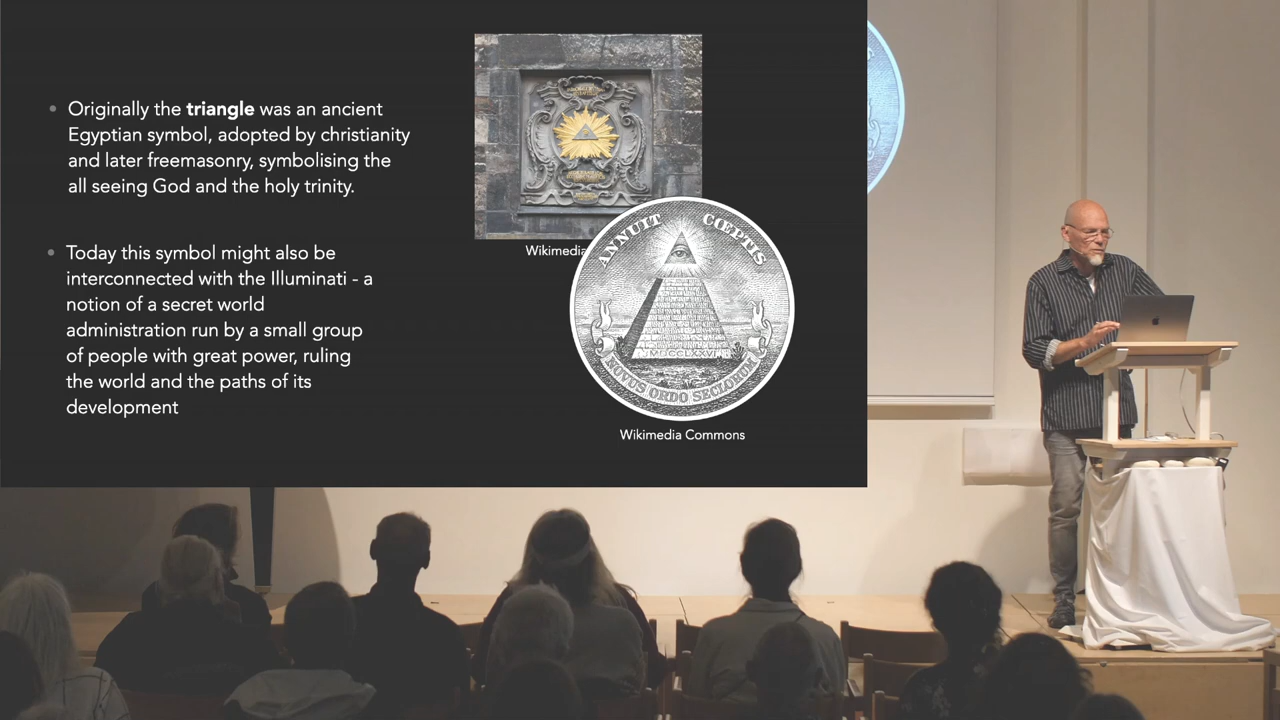 Originally the triangle was an ancient
Egyptian symbol, adopted by christianity
and later freemasonry, symbolising the
all seeing God and the holy trinity.
Today this symbol might also be
interconnected with the Illuminati - a
notion of a secret world
administration run by a small group
of people with great power, ruling
the world and the paths of its
development
Wikimedia
ANNUIT CŒPTIS
MDCCLXXVI
NOVUS ORDO SECLORUM
Wikimedia Commons